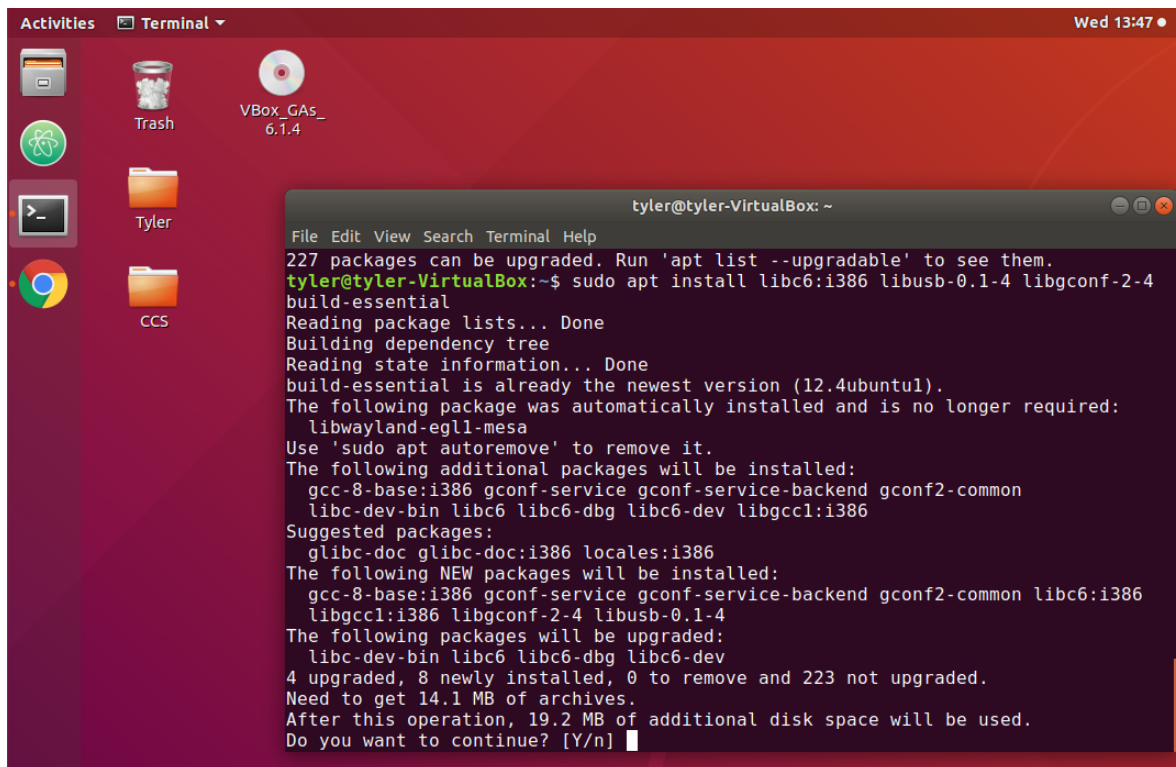 Activities
Terminal
Wed 13:47
Trash
VBox_GAs_
6.1.4
Tyler
CCS
tyler@tyler-VirtualBox: ~
File Edit View Search Terminal Help
227 packages can be upgraded. Run 'apt list --upgradable' to see them.
tyler@tyler-VirtualBox:~$ sudo apt install libc6:i386 libusb-0.1-4 libgconf-2-4
build-essential
Reading package lists... Done
Building dependency tree
Reading state information... Done
build-essential is already the newest version (12.4ubuntu1).
The following package was automatically installed and is no longer required:
  libwayland-egl1-mesa
Use 'sudo apt autoremove' to remove it.
The following additional packages will be installed:
  gcc-8-base:i386 gconf-service gconf-service-backend gconf2-common
  libc-dev-bin libc6 libc6-dbg libc6-dev libgcc1:i386
Suggested packages:
  glibc-doc glibc-doc:i386 locales:i386
The following NEW packages will be installed:
  gcc-8-base:i386 gconf-service gconf-service-backend gconf2-common libc6:i386
  libgcc1:i386 libgconf-2-4 libusb-0.1-4
The following packages will be upgraded:
  libc-dev-bin libc6 libc6-dbg libc6-dev
4 upgraded, 8 newly installed, 0 to remove and 223 not upgraded.
Need to get 14.1 MB of archives.
After this operation, 19.2 MB of additional disk space will be used.
Do you want to continue? [Y/n]